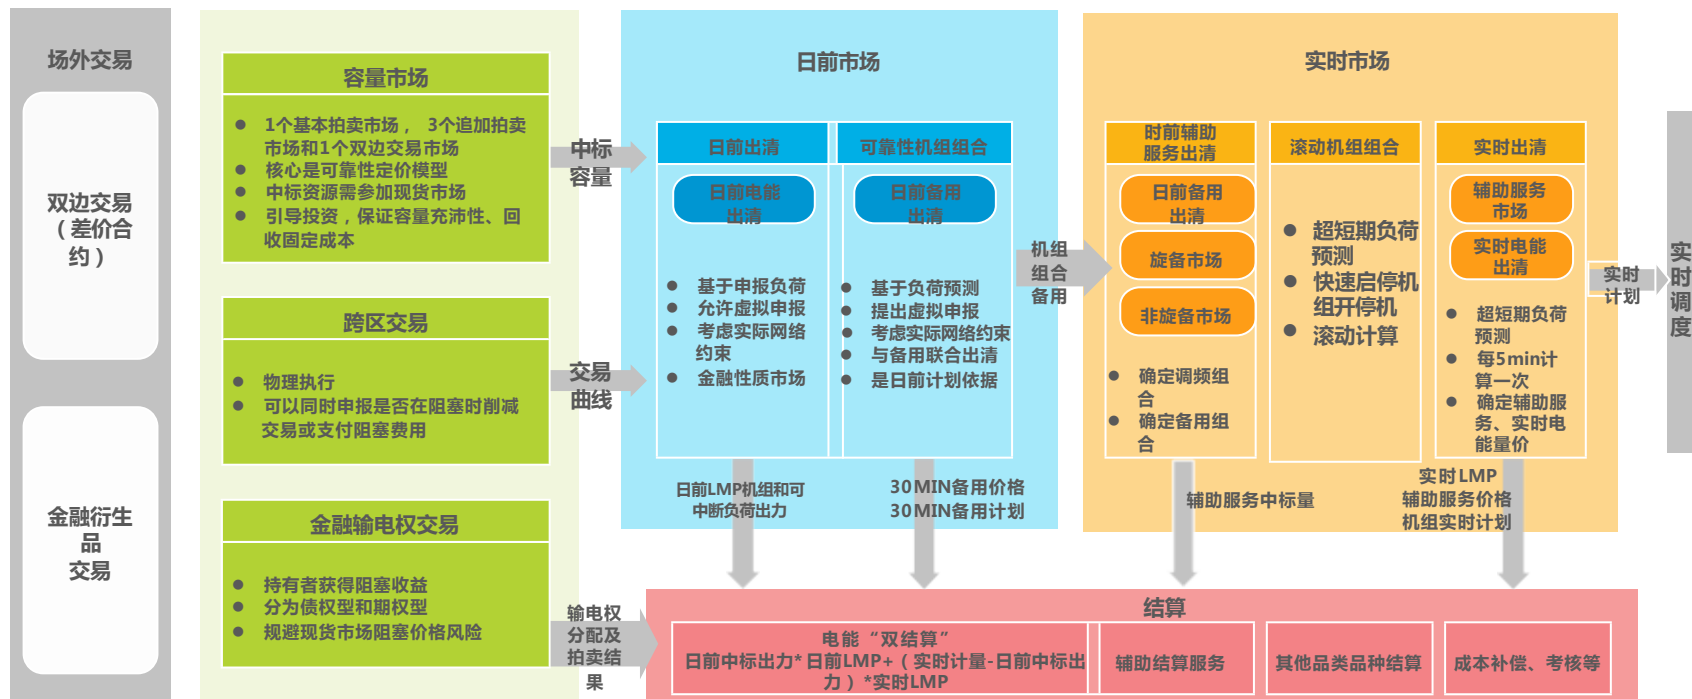 场外交易
双边交易
（差价合
约）
金融衍生
品
交易
容量市场
● 1个基本拍卖市场， 3个追加拍卖
市场和1个双边交易市场
● 核心是可靠性定价模型
● 中标资源需参加现货市场
● 引导投资，保证容量充沛性、回
收固定成本
跨区交易
● 物理执行
● 可以同时申报是否在阻塞时削减
交易或支付阻塞费用
金融输电权交易
● 持有者获得阻塞收益
● 分为债权型和期权型
● 规避现货市场阻塞价格风险
中标
容量
交易
曲线
输电权
分配及
拍卖结
果
日前市场
日前出清
日前电能
出清
● 基于申报负荷
● 允许虚拟申报
● 考虑实际网络
约束
● 金融性质市场
可靠性机组组合
日前备用
出清
● 基于负荷预测
● 提出虚拟申报
● 考虑实际网络约束
● 与备用联合出清
● 是日前计划依据
日前LMP机组和可
中断负荷出力
30MIN备用价格
30MIN备用计划
机组
组合
备用
实时市场
时前辅助
服务出清
日前备用
出清
旋备市场
非旋备市场
● 确定调频组
合
● 确定备用组
合
滚动机组组合
● 超短期负荷
预测
● 快速启停机
组开停机
● 滚动计算
实时出清
辅助服务
市场
实时电能
出清
● 超短期负荷
预测
● 每5min计
算一次
● 确定辅助服
务、实时电
能量价
辅助服务中标量
实时LMP
辅助服务价格
机组实时计划
实时
计划
实
时
调
度
结算
电能“双结算”
日前中标出力*日前LMP+（实时计量-日前中标出
力）*实时LMP
辅助结算服务
其他品类品种结算
成本补偿、考核等